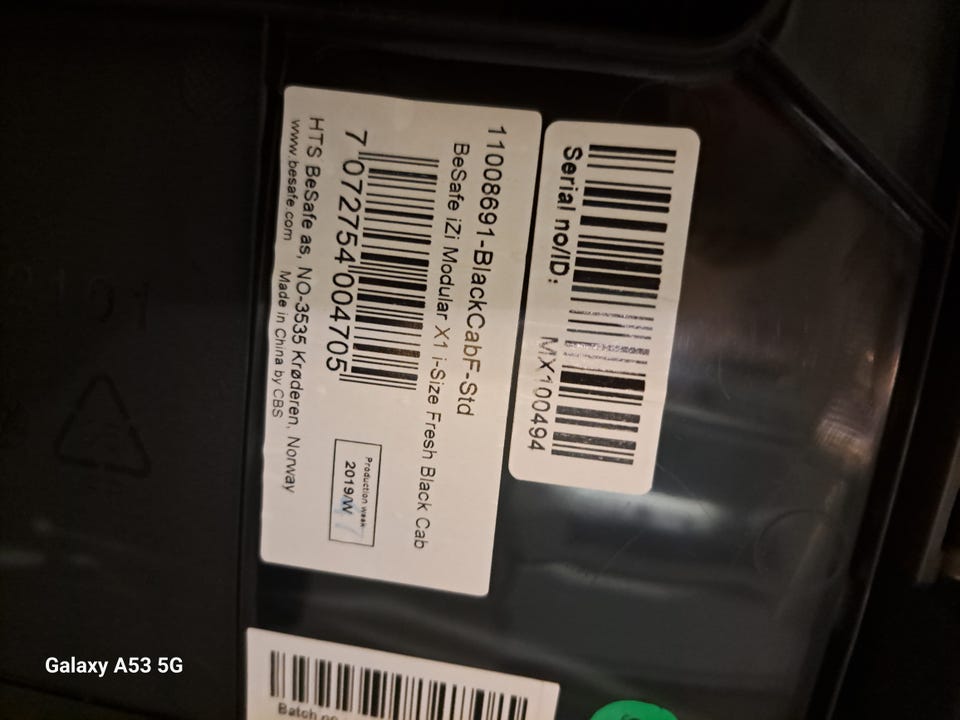 Serial no/ID:
MX100494
11008691-BlackCabF-Std
BeSafe iZi Modular X1 i-Size Fresh Black Cab
7 072754 004705
Production week
2019/W
HTS BeSafe as, NO-3535 Krøderen, Norway
www.besafe.com Made in China by CBS
Batch
Galaxy A53 5G